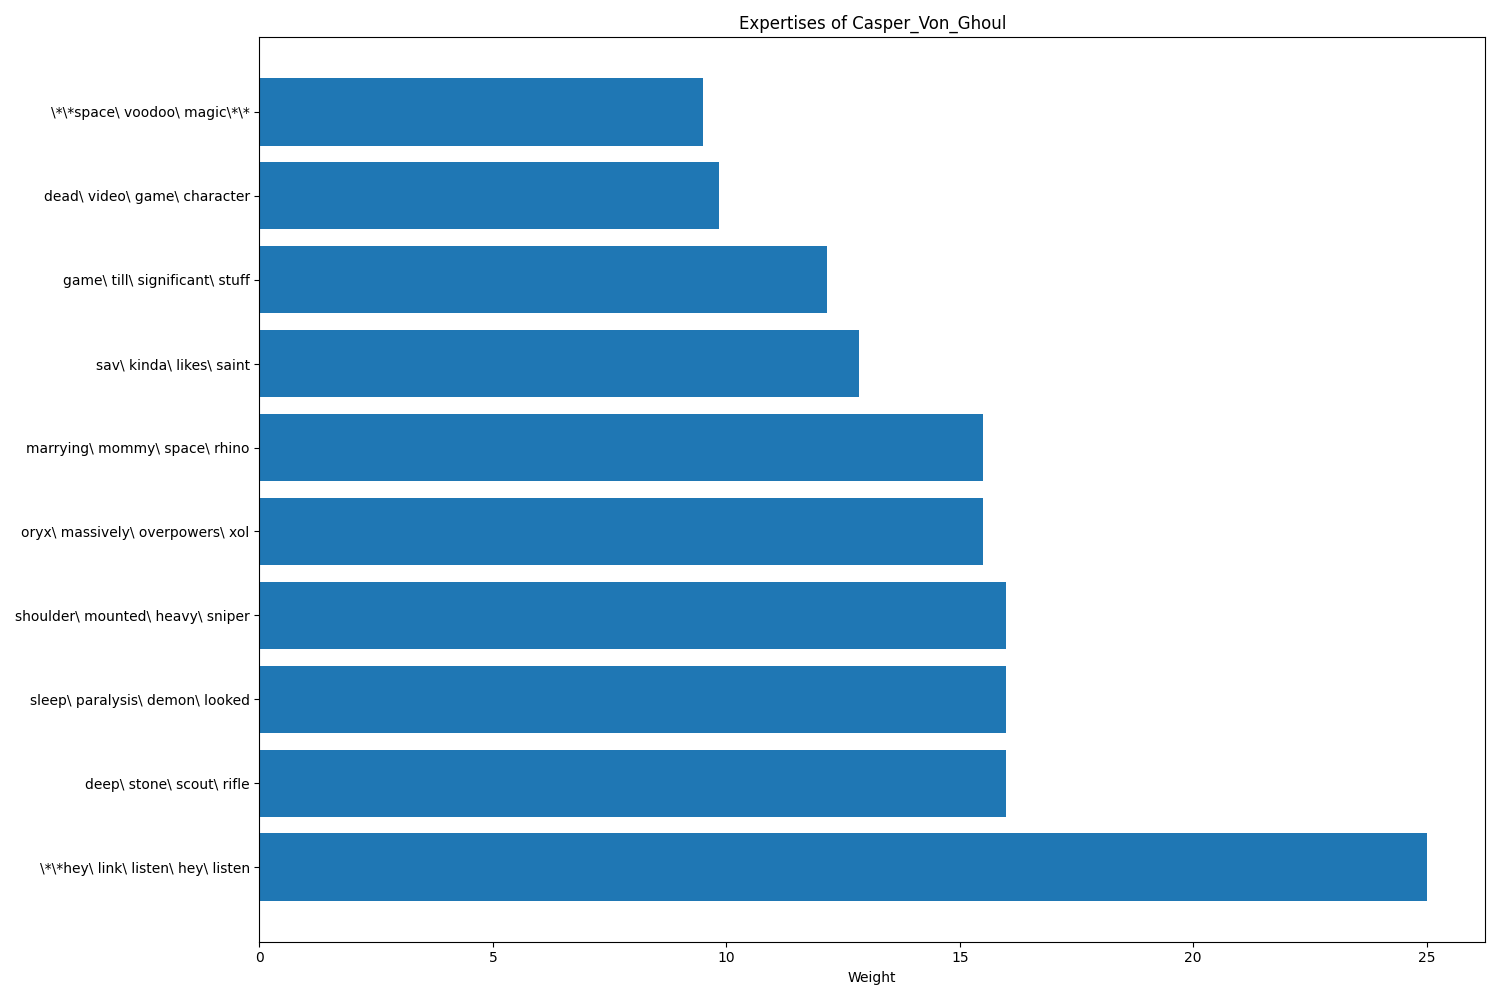 Expertises of Casper_Von_Ghoul
\*\*space\ voodoo\ magic\*\*
dead\ video\ game\ character
game\ till\ significant\ stuff
sav\ kinda\ likes\ saint
marrying\ mommy\ space\ rhino
oryx\ massively\ overpowers\ xol
shoulder\ mounted\ heavy\ sniper
sleep\ paralysis\ demon\ looked
deep\ stone\ scout\ rifle
\*\*hey\ link\ listen\ hey\ listen
0 5 10 15 20 25
Weight